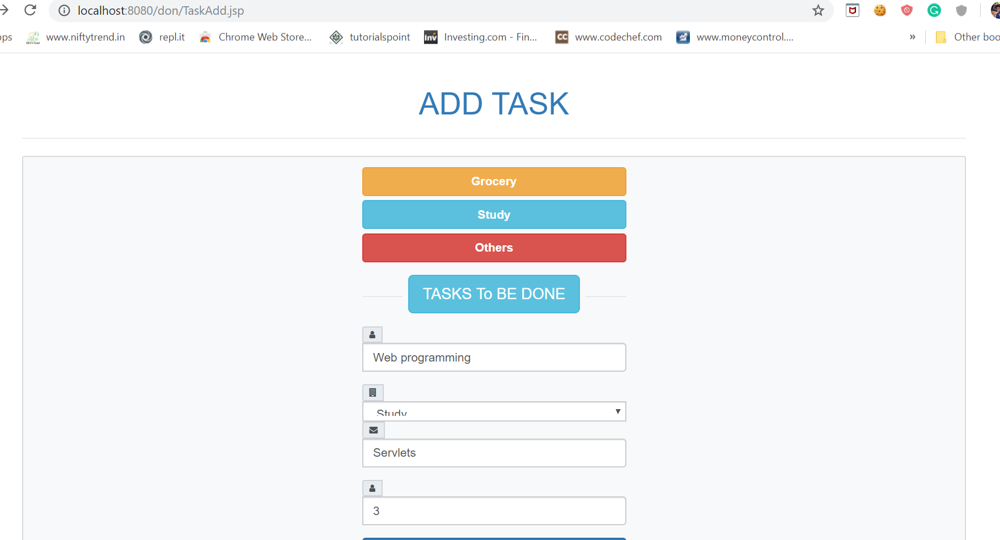 localhost:8080/don/TaskAdd.jsp
ps www.niftytrend.in repl.it Chrome Web Store... tutorialspoint Investing.com - Fin... www.codechef.com www.moneycontrol.... » Other boo
ADD TASK
Grocery
Study
Others
TASKS To BE DONE
Web programming
Study
Servlets
3